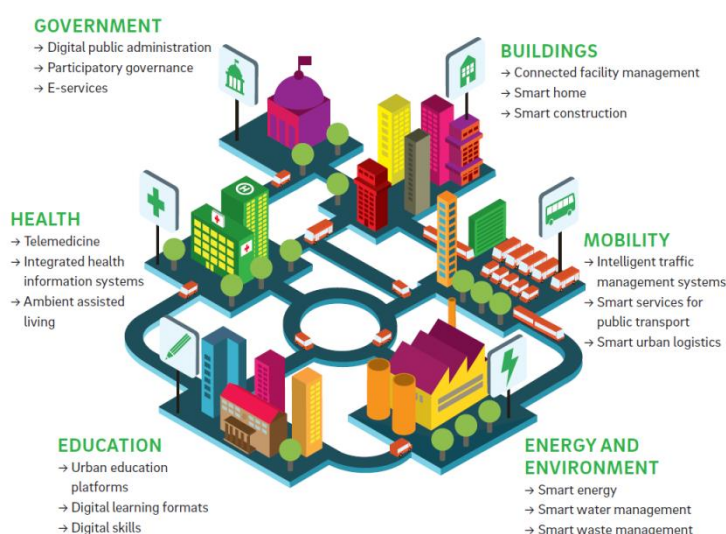 GOVERNMENT
→ Digital public administration
→ Participatory governance
→ E-services
BUILDINGS
→ Connected facility management
→ Smart home
→ Smart construction
HEALTH
→ Telemedicine
→ Integrated health
information systems
→ Ambient assisted
living
MOBILITY
→ Intelligent traffic
management systems
→ Smart services for
public transport
→ Smart urban logistics
EDUCATION
→ Urban education
platforms
→ Digital learning formats
→ Digital skills
ENERGY AND
ENVIRONMENT
→ Smart energy
→ Smart water management
→ Smart waste management
H